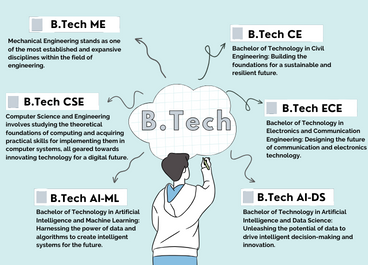 B.Tech ME
Mechanical Engineering stands as one
of the most established and expansive
disciplines within the field of
engineering.
B.Tech CE
Bachelor of Technology in Civil
Engineering: Building the
foundations for a sustainable and
resilient future.
B.Tech CSE
Computer Science and Engineering
involves studying the theoretical
foundations of computing and acquiring
practical skills for implementing them in
computer systems, all geared towards
innovating technology for a digital future.
B.Tech
B.Tech ECE
Bachelor of Technology in
Electronics and Communication
Engineering: Designing the future
of communication and electronics
technology.
B.Tech AI-ML
Bachelor of Technology in Artificial
Intelligence and Machine Learning:
Harnessing the power of data and
algorithms to create intelligent
systems for the future.
B.Tech AI-DS
Bachelor of Technology in Artificial
Intelligence and Data Science:
Unleashing the potential of data to
drive intelligent decision-making and
innovation.